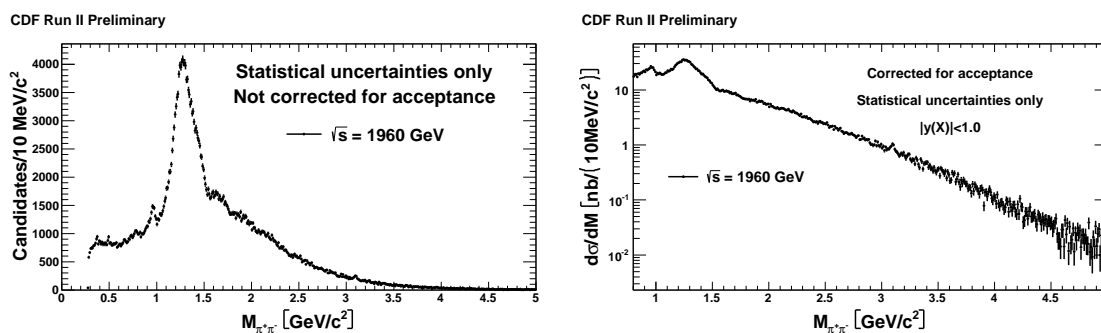 CDF Run II Preliminary
Candidates/10 MeV/c²
4000
3500
3000
2500
2000
1500
1000
500
0
Statistical uncertainties only
Not corrected for acceptance
√s = 1960 GeV
0 0.5 1 1.5 2 2.5 3 3.5 4 4.5 5
M_π⁺π⁻ [GeV/c²]
CDF Run II Preliminary
dσ/dM [nb/(10MeV/c²)]
10
1
10⁻¹
10⁻²
Corrected for acceptance
Statistical uncertainties only
|y(X)|<1.0
√s = 1960 GeV
1 1.5 2 2.5 3 3.5 4 4.5
M_π⁺π⁻ [GeV/c²]